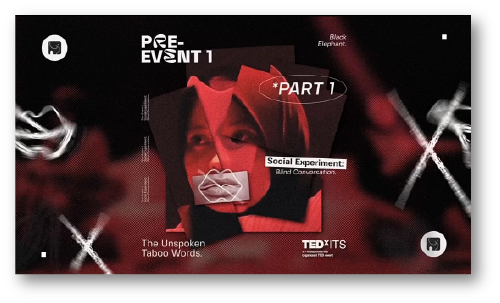 PRE-
EVENT 1
Black
Elephant.
*PART 1
Social Experiment:
Blind Conversation.
The Unspoken
Taboo Words.
TEDxITS